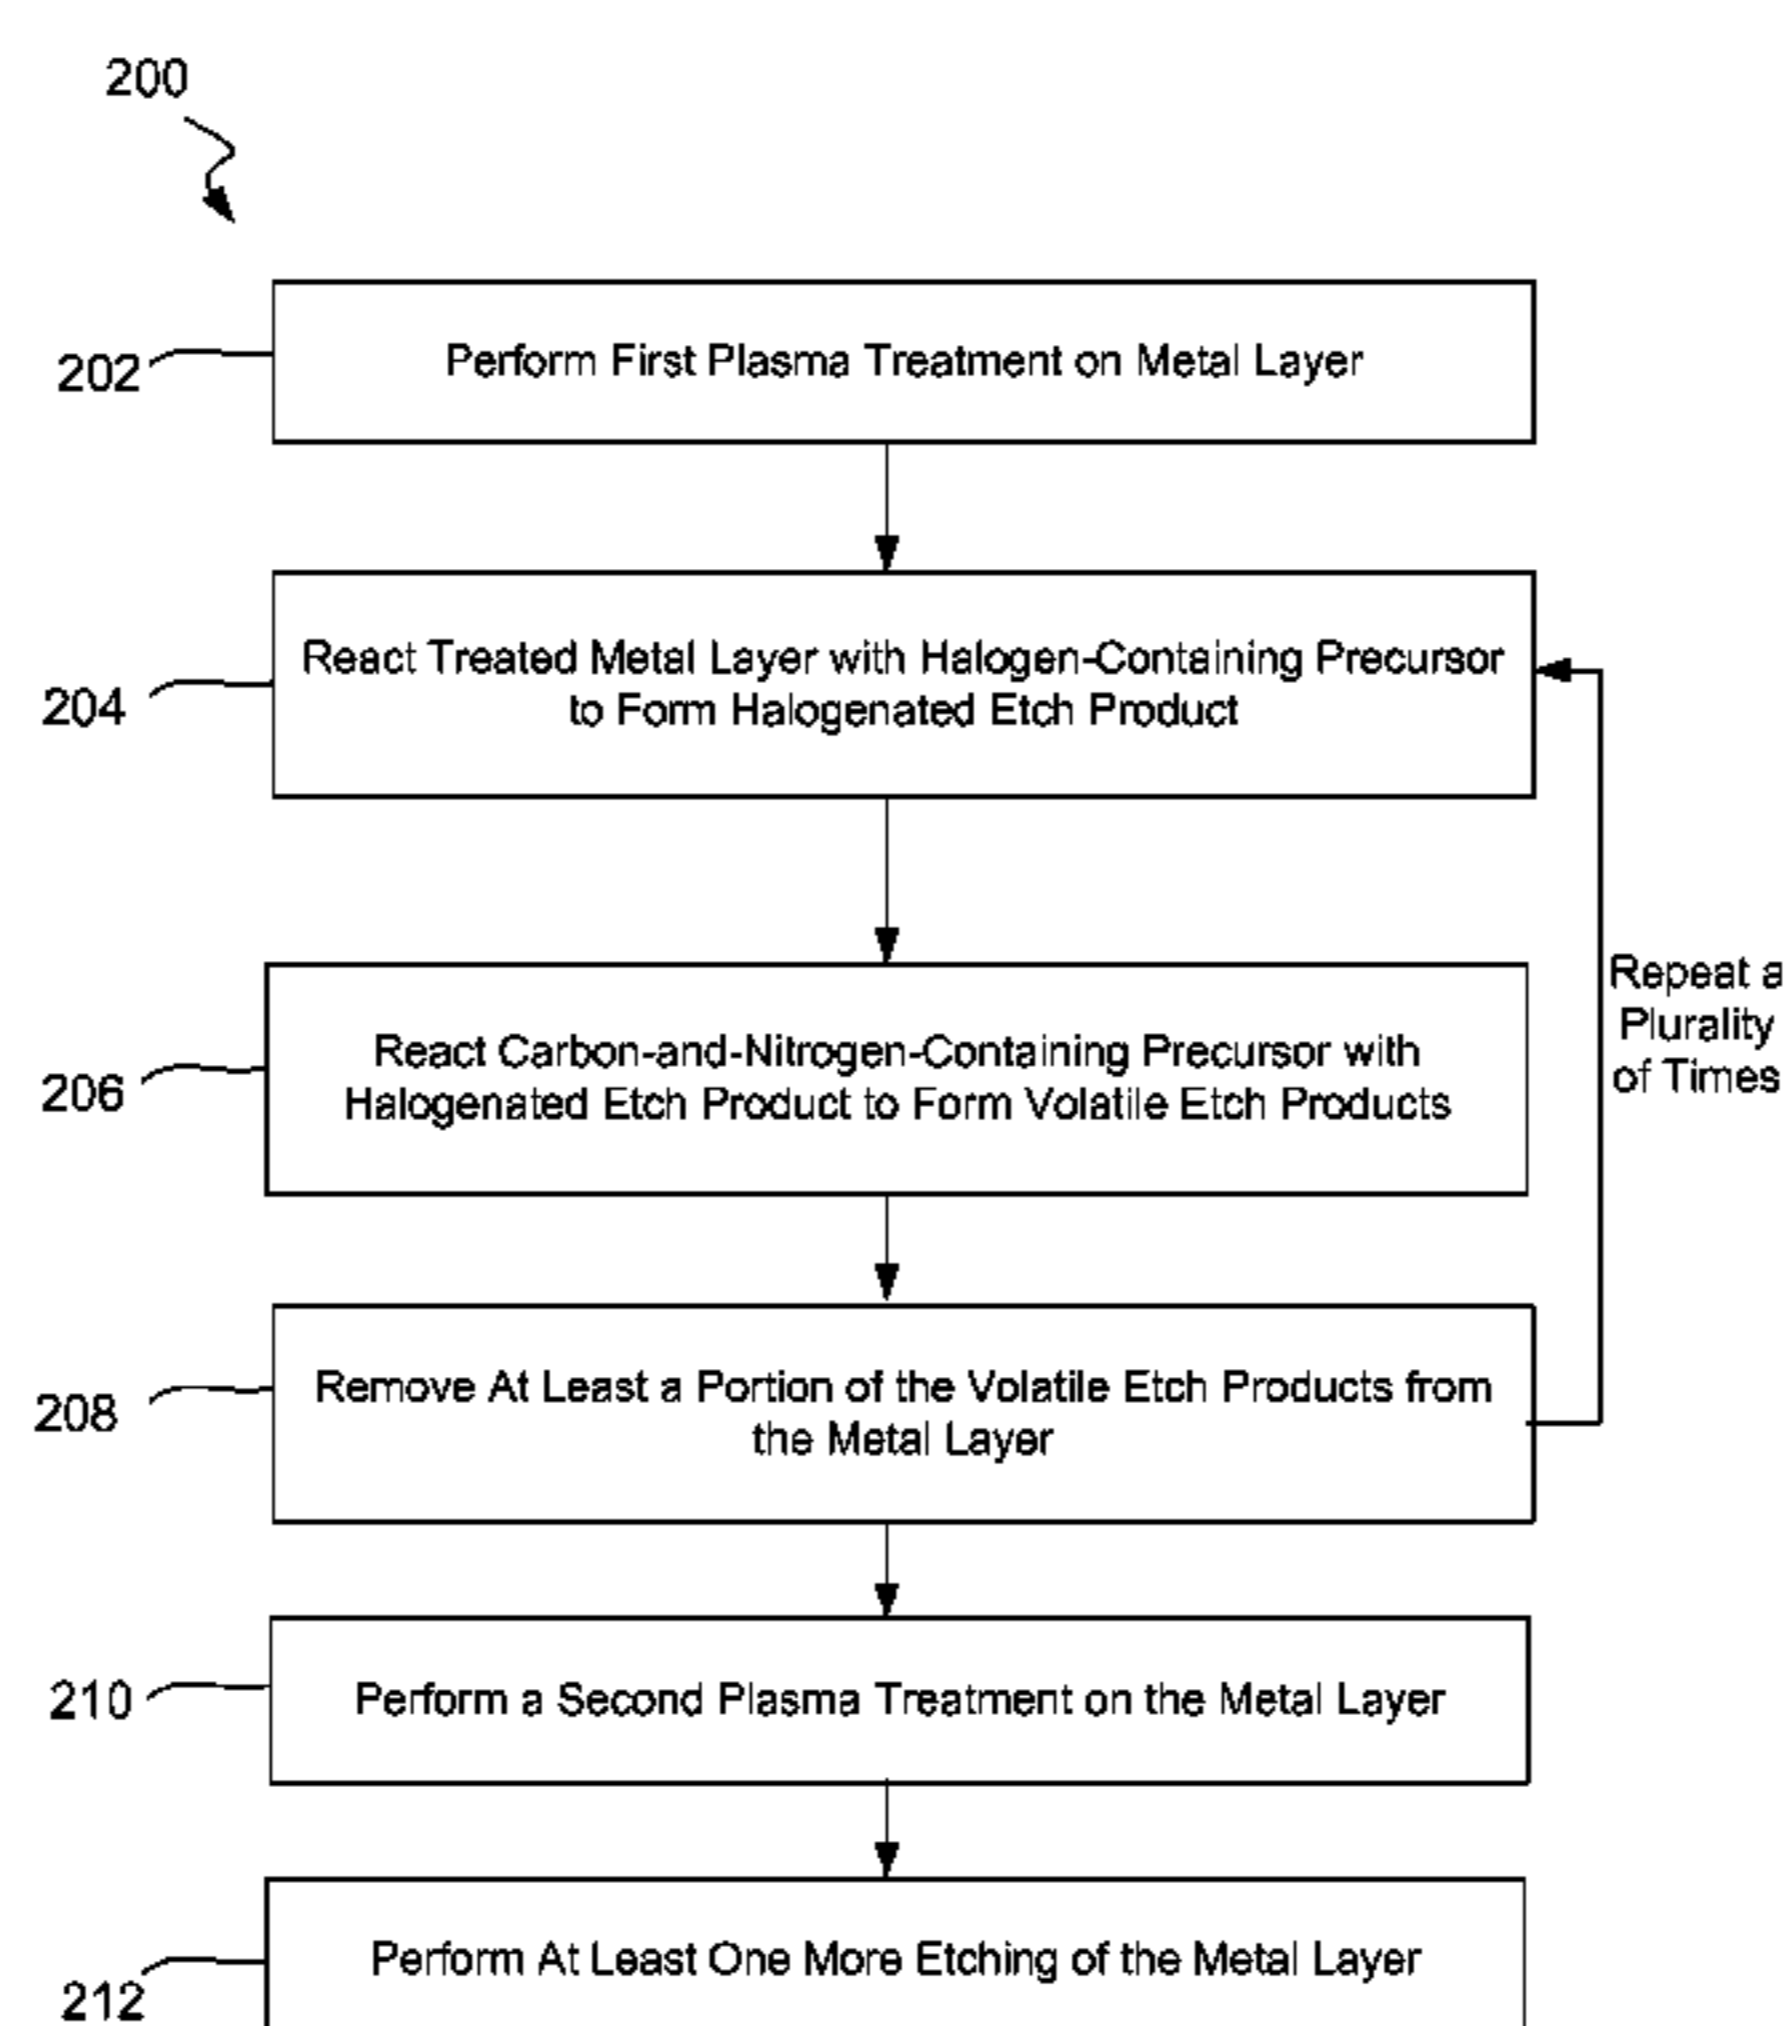 200
202
Perform First Plasma Treatment on Metal Layer
204
React Treated Metal Layer with Halogen-Containing Precursor
to Form Halogenated Etch Product
206
React Carbon-and-Nitrogen-Containing Precursor with
Halogenated Etch Product to Form Volatile Etch Products
Repeat a
Plurality
of Times
208
Remove At Least a Portion of the Volatile Etch Products from
the Metal Layer
210
Perform a Second Plasma Treatment on the Metal Layer
212
Perform At Least One More Etching of the Metal Layer